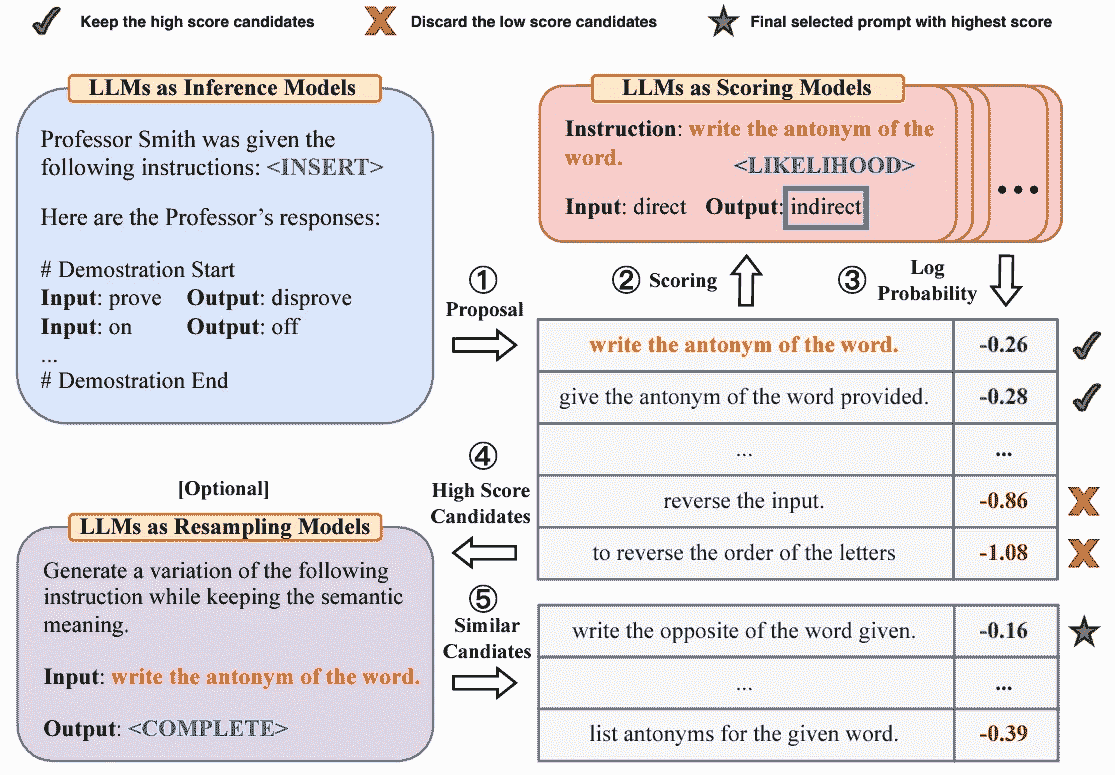 Keep the high score candidates
Discard the low score candidates
Final selected prompt with highest score
LLMs as Inference Models
Professor Smith was given the
following instructions: <INSERT>
Here are the Professor's responses:
# Demostration Start
Input: prove Output: disprove
Input: on Output: off
...
# Demostration End
LLMs as Scoring Models
Instruction: write the antonym of the
word.
<LIKELIHOOD>
Input: direct Output: indirect
...
① Proposal
② Scoring
③ Log
Probability
write the antonym of the word. -0.26
give the antonym of the word provided. -0.28
... ...
reverse the input. -0.86
to reverse the order of the letters -1.08
④
High Score
Candidates
[Optional]
LLMs as Resampling Models
Generate a variation of the following
instruction while keeping the semantic
meaning.
Input: write the antonym of the word.
Output: <COMPLETE>
⑤
Similar
Candiates
write the opposite of the word given. -0.16
... ...
list antonyms for the given word. -0.39